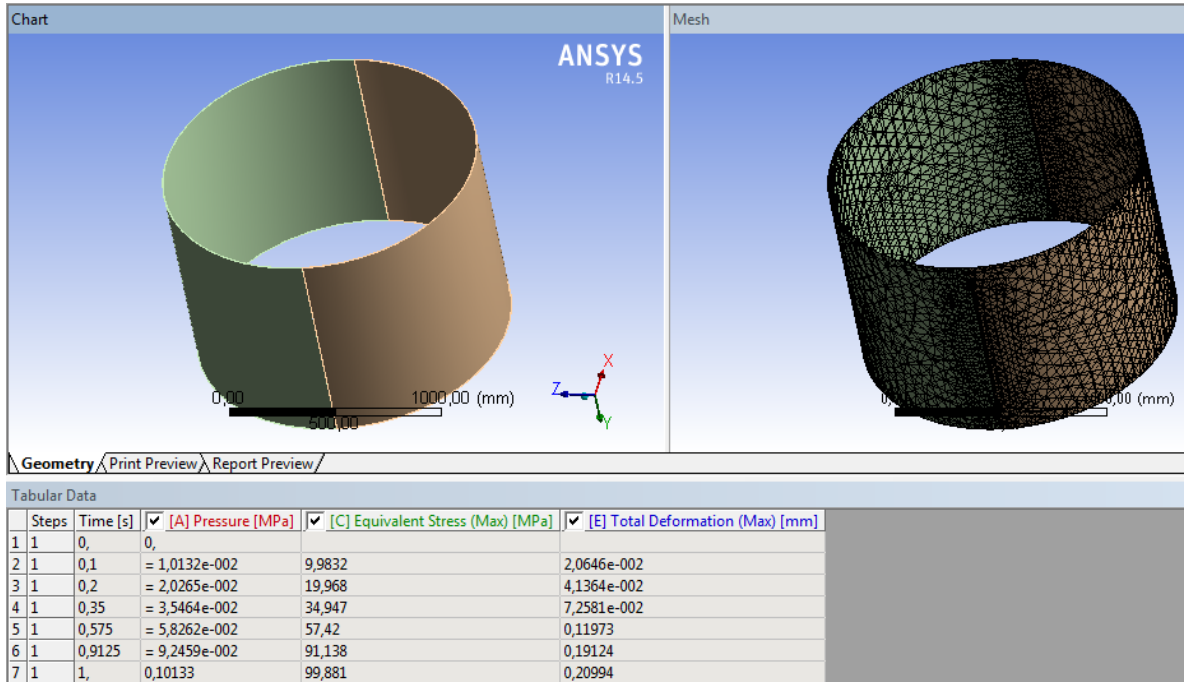 Chart
Mesh
ANSYS
R14.5
0,00 1000,00 (mm)
500,00
X
Z
Y
00,00 (mm)
Geometry Print Preview Report Preview
Tabular Data
Steps Time [s] [A] Pressure [MPa] [C] Equivalent Stress (Max) [MPa] [E] Total Deformation (Max) [mm]
1 1 0, 0,
2 1 0,1 = 1,0132e-002 9,9832 2,0646e-002
3 1 0,2 = 2,0265e-002 19,968 4,1364e-002
4 1 0,35 = 3,5464e-002 34,947 7,2581e-002
5 1 0,575 = 5,8262e-002 57,42 0,11973
6 1 0,9125 = 9,2459e-002 91,138 0,19124
7 1 1, 0,10133 99,881 0,20994